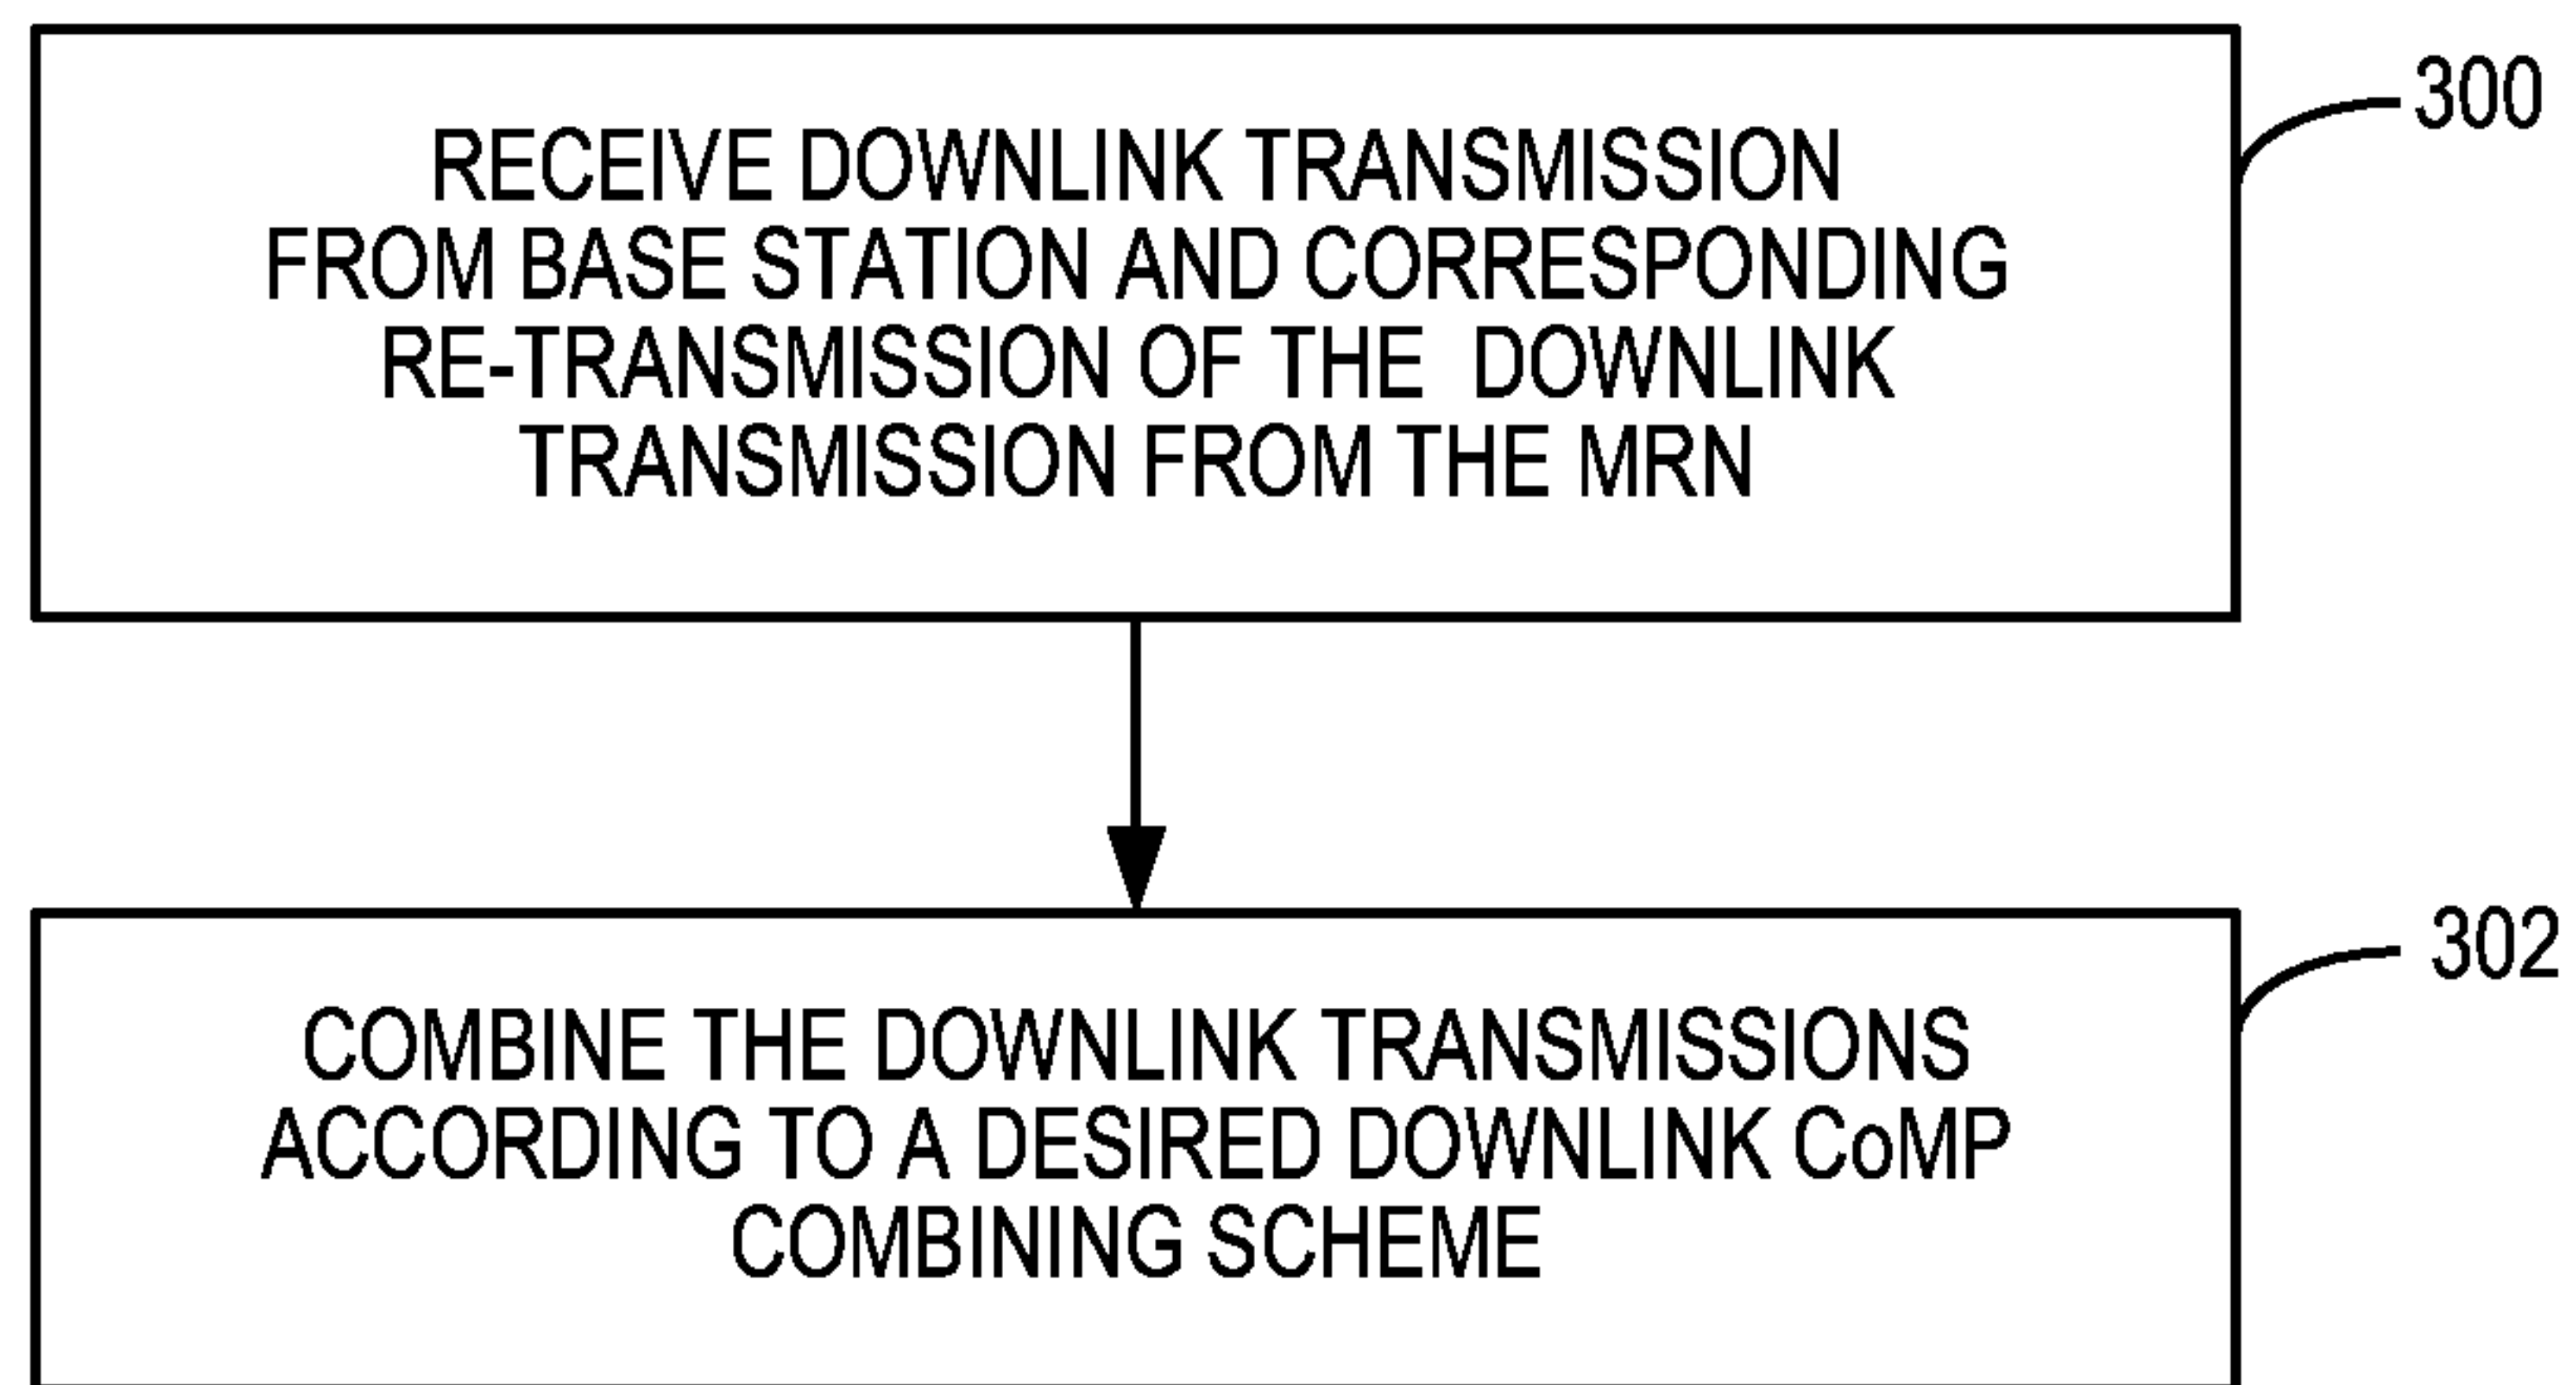 RECEIVE DOWNLINK TRANSMISSION
FROM BASE STATION AND CORRESPONDING
RE-TRANSMISSION OF THE DOWNLINK
TRANSMISSION FROM THE MRN
300
COMBINE THE DOWNLINK TRANSMISSIONS
ACCORDING TO A DESIRED DOWNLINK CoMP
COMBINING SCHEME
302